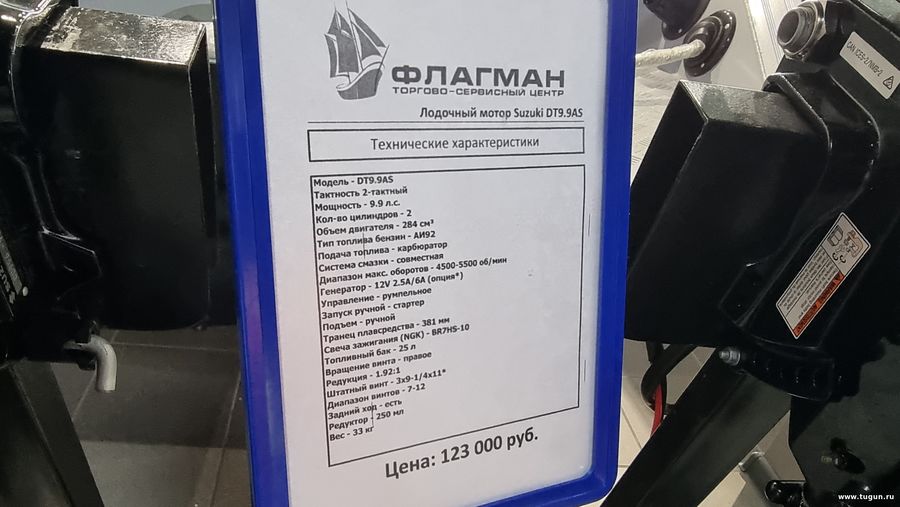 ФЛАГМАН
ТОРГОВО-СЕРВИСНЫЙ ЦЕНТР
Лодочный мотор Suzuki DT9.9AS
Технические характеристики
Модель - DT9.9AS
Тактность 2-тактный
Мощность - 9.9 л.с.
Кол-во цилиндров - 2
Объем двигателя - 284 см³
Тип топлива бензин - АИ92
Подача топлива - карбюратор
Система смазки - совместная
Диапазон макс. оборотов - 4500-5500 об/мин
Генератор - 12V 2.5A/6A (опция*)
Управление - румпельное
Запуск ручной - стартер
Подъем - ручной
Транец плавсредства - 381 мм
Свеча зажигания (NGK) - BR7HS-10
Топливный бак - 25 л
Вращение винта - правое
Редукция - 1.92:1
Штатный винт - 3x9-1/4x11"
Диапазон винтов - 7-12
Задний ход - есть
Редуктор - 250 мл
Вес - 33 кг
Цена: 123 000 руб.
www.tugun.ru